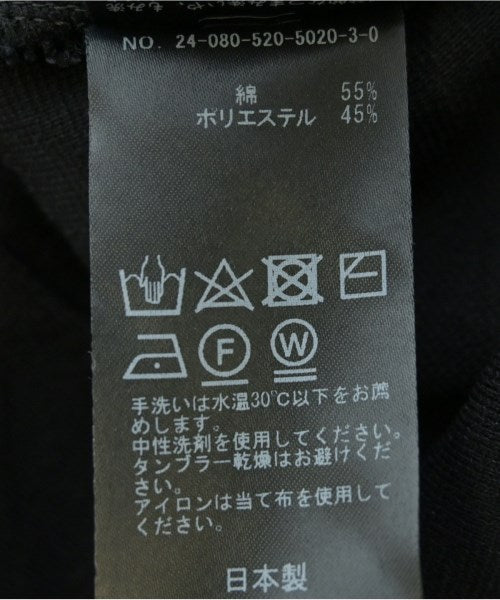 NO. 24-080-520-5020-3-0
綿 55%
ポリエステル 45%
F W
手洗いは水温30℃以下をお薦
めします。
中性洗剤を使用してください。
タンブラー乾燥はお避けくだ
さい。
アイロンは当て布を使用して
ください。
日本製